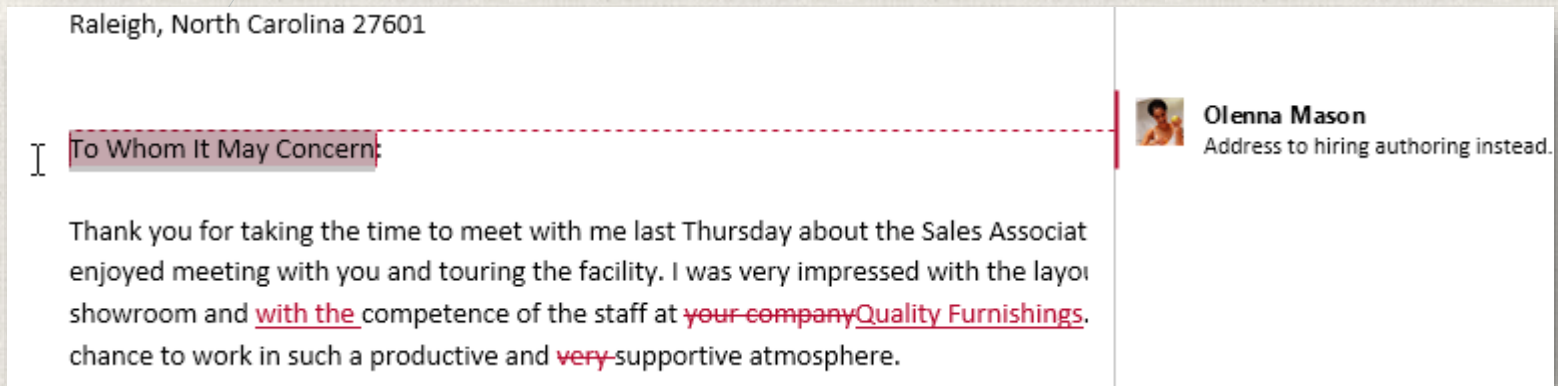 Raleigh, North Carolina 27601
To Whom It May Concern:
Olenna Mason
Address to hiring authoring instead.
Thank you for taking the time to meet with me last Thursday about the Sales Associat
enjoyed meeting with you and touring the facility. I was very impressed with the layou
showroom and with the competence of the staff at your companyQuality Furnishings.
chance to work in such a productive and very supportive atmosphere.